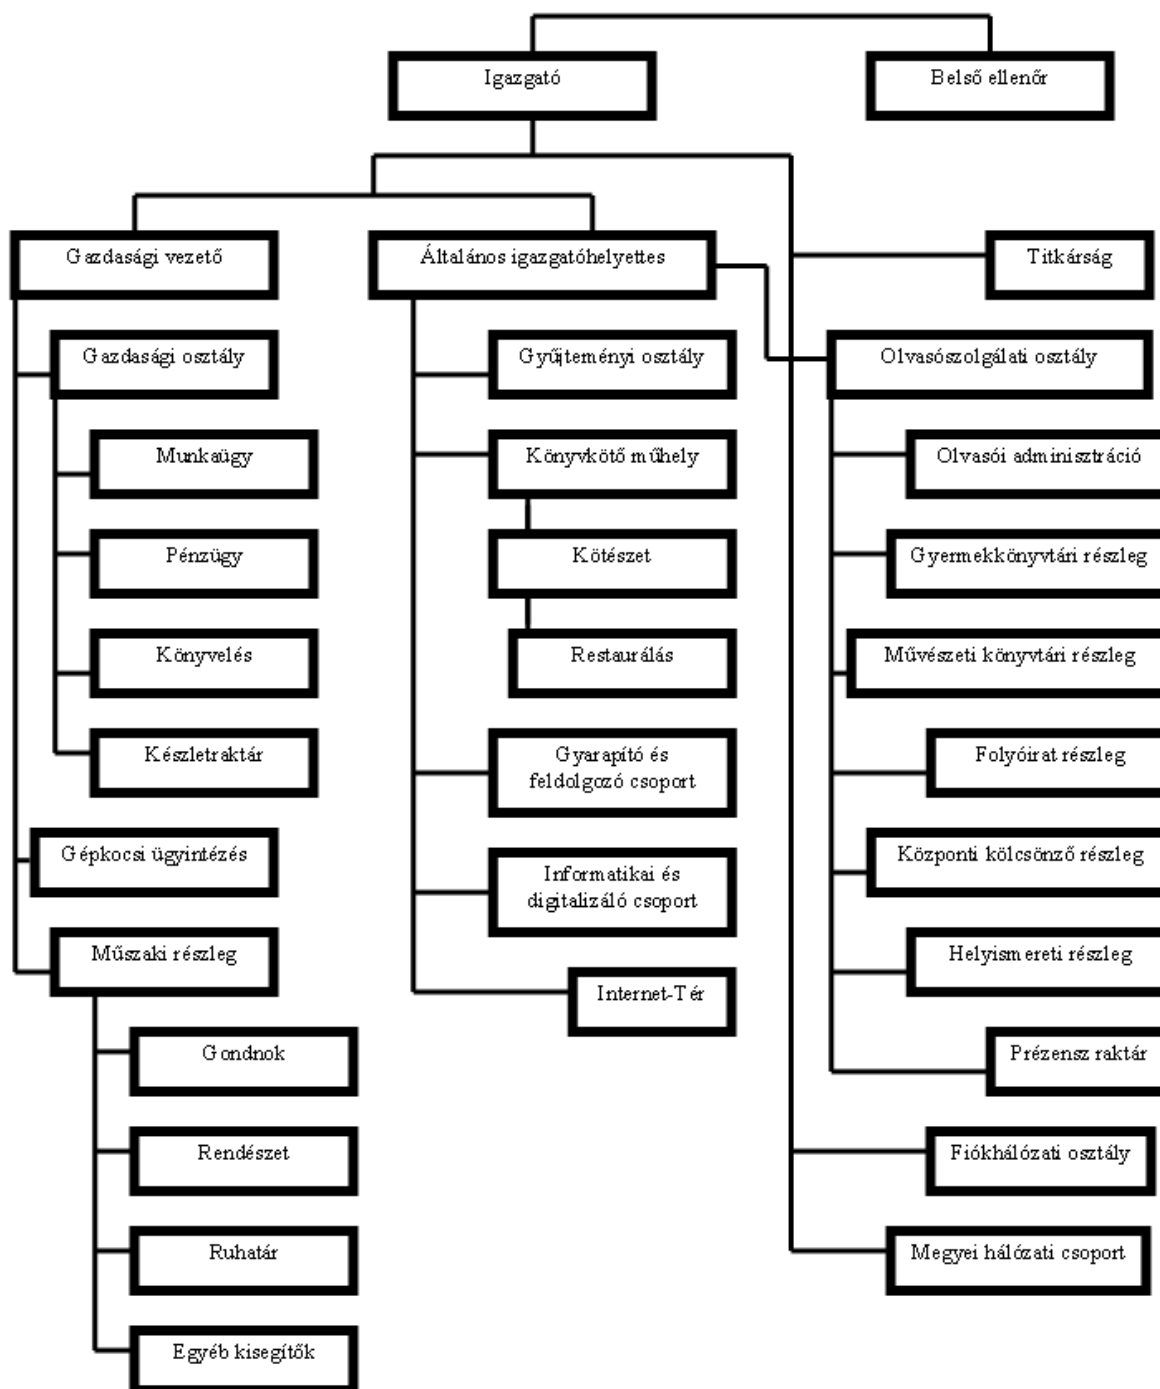 Igazgató
Belső ellenőr
Gazdasági vezető
Általános igazgatóhelyettes
Titkárság
Gazdasági osztály
Gyűjteményi osztály
Olvasószolgálati osztály
Munkaügy
Könyvkötő műhely
Olvasói adminisztráció
Pénzügy
Kötészet
Gyermekkönyvtári részleg
Könyvelés
Restaurálás
Művészeti könyvtári részleg
Készletraktár
Gyarapító és
feldolgozó csoport
Folyóirat részleg
Gépkocsi ügyintézés
Informatikai és
digitalizáló csoport
Központi kölcsönző részleg
Műszaki részleg
Internet-Tér
Helyismereti részleg
Gondnok
Prézensz raktár
Rendészet
Fiókhálózati osztály
Ruhatár
Megyei hálózati csoport
Egyéb kisegítők